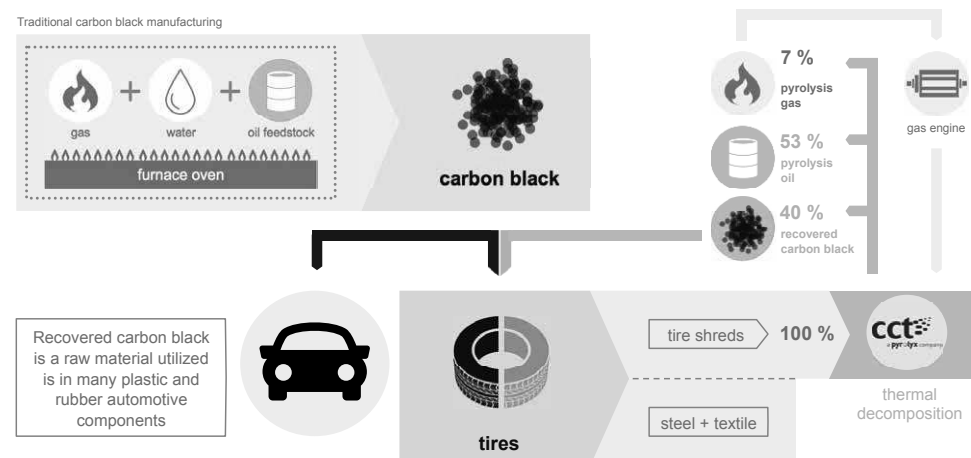 Traditional carbon black manufacturing
gas
water
oil feedstock
furnace oven
carbon black
7 %
pyrolysis
gas
53 %
pyrolysis
oil
40 %
recovered
carbon black
gas engine
Recovered carbon black
is a raw material utilized
is in many plastic and
rubber automotive
components
tires
tire shreds
100 %
steel + textile
cct
a pyrolyx company
thermal
decomposition